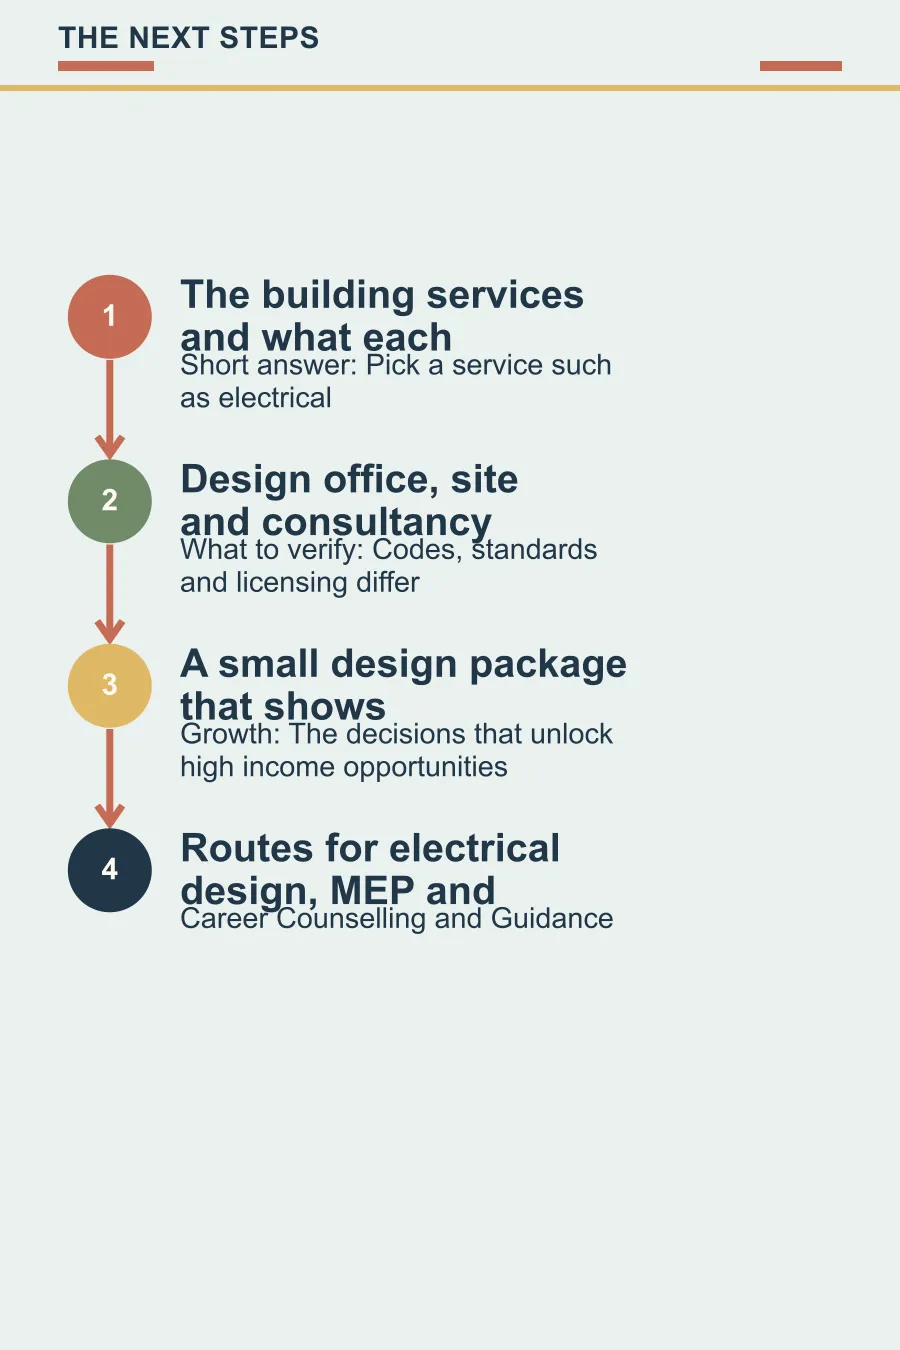 THE NEXT STEPS
1
The building services
and what each
Short answer: Pick a service such
as electrical
2
Design office, site
and consultancy
What to verify: Codes, standards
and licensing differ
3
A small design package
that shows
Growth: The decisions that unlock
high income opportunities
4
Routes for electrical
design, MEP and
Career Counselling and Guidance